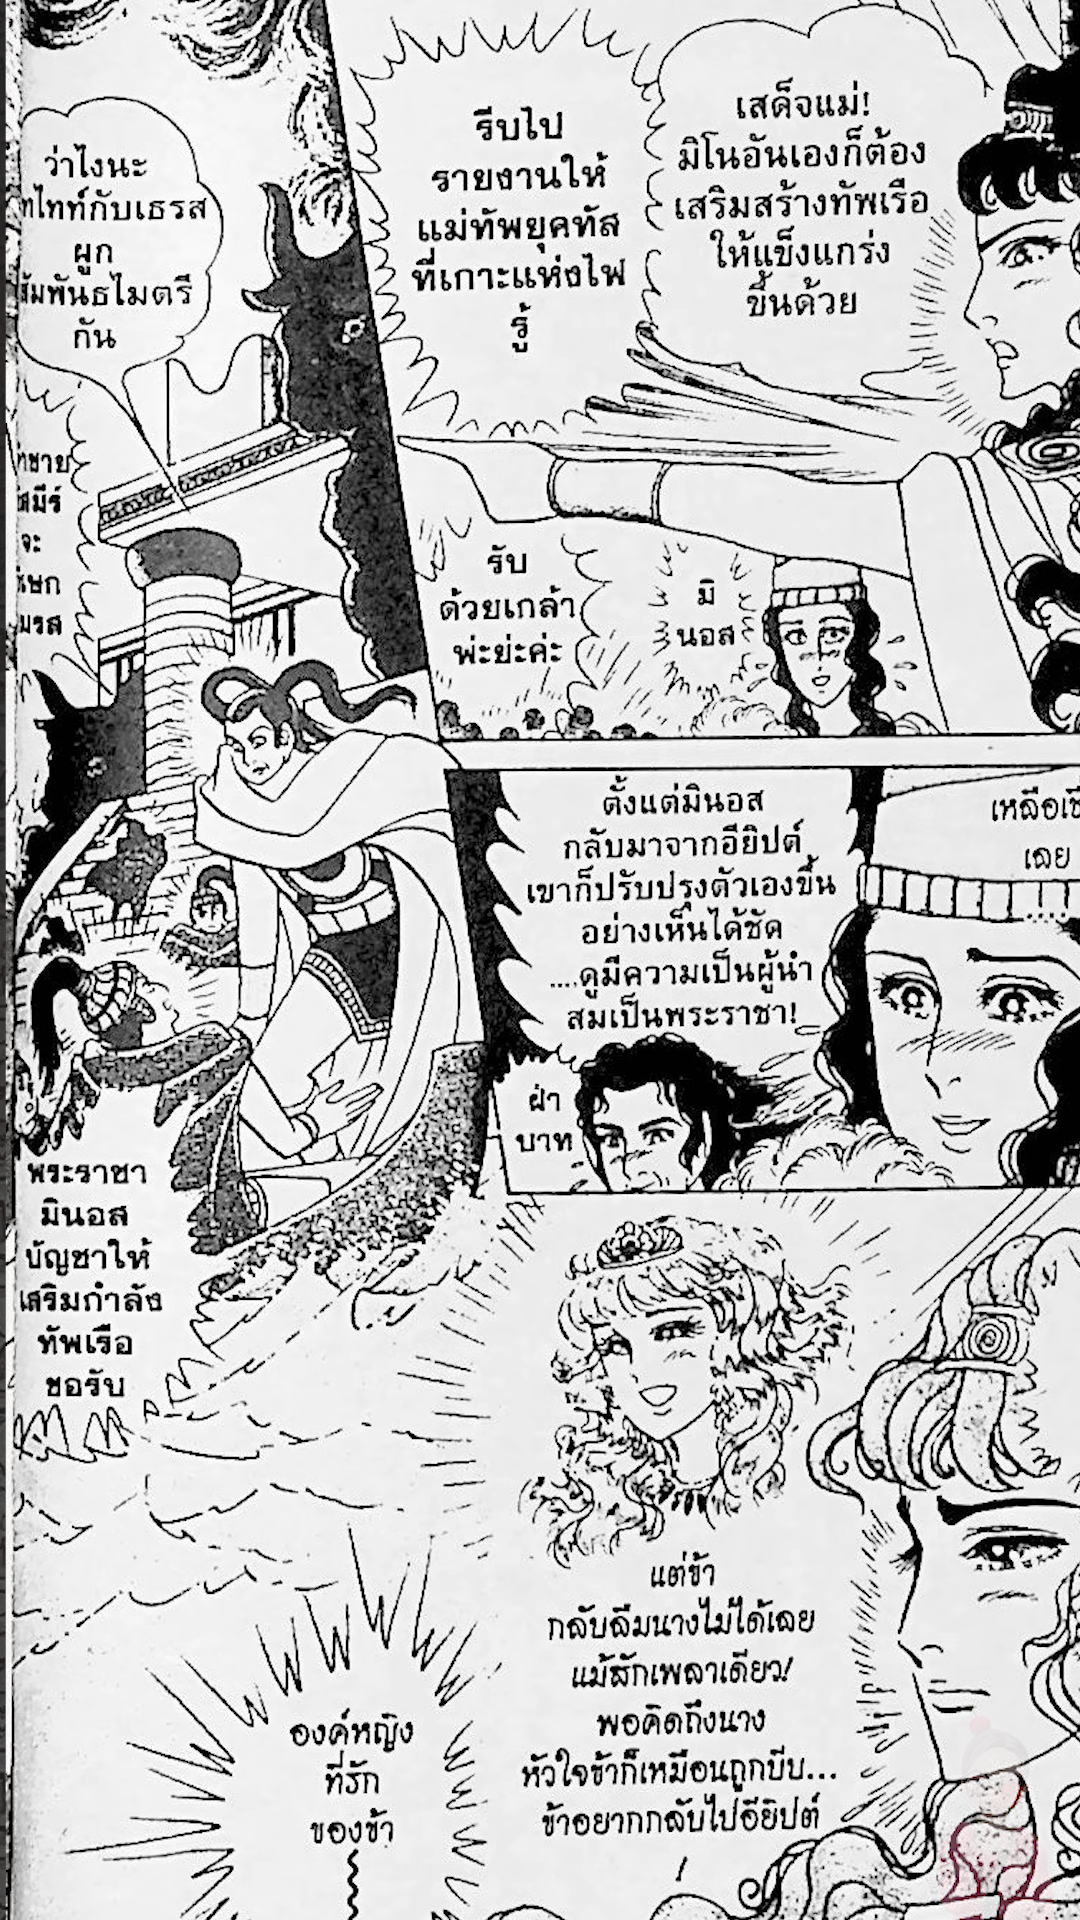 เสด็จแม่!
มิโนอันเองก็ต้อง
เสริมสร้างทัพเรือ
ให้แข็งแกร่ง
ขึ้นด้วย
รีบไป
รายงานให้
แม่ทัพยุคทัส
ที่เกาะแห่งไฟ
รู้
ว่าไงนะ
ทไทท์กับเธรส
ผูก
สัมพันธไมตรี
กัน
จะ
มรส
รับ
ด้วยเกล้า
พ่ะย่ะค่ะ
มิ
นอส
ตั้งแต่มินอส
กลับมาจากอียิปต์
เขาก็ปรับปรุงตัวเองขึ้น
อย่างเห็นได้ชัด
....ดูมีความเป็นผู้นำ
สมเป็นพระราชา!
เหลือเชื
เลย
....
ฝ่า
บาท
พระราชา
มินอส
บัญชาให้
เสริมกำลัง
ทัพเรือ
ขอรับ
แต่ข้า
กลับลืมนางไม่ได้เลย
แม้สักเพลาเดียว!
พอคิดถึงนาง
หัวใจข้าก็เหมือนถูกบีบ...
ข้าอยากกลับไปอียิปต์
!
องค์หญิง
ที่รัก
ของข้า